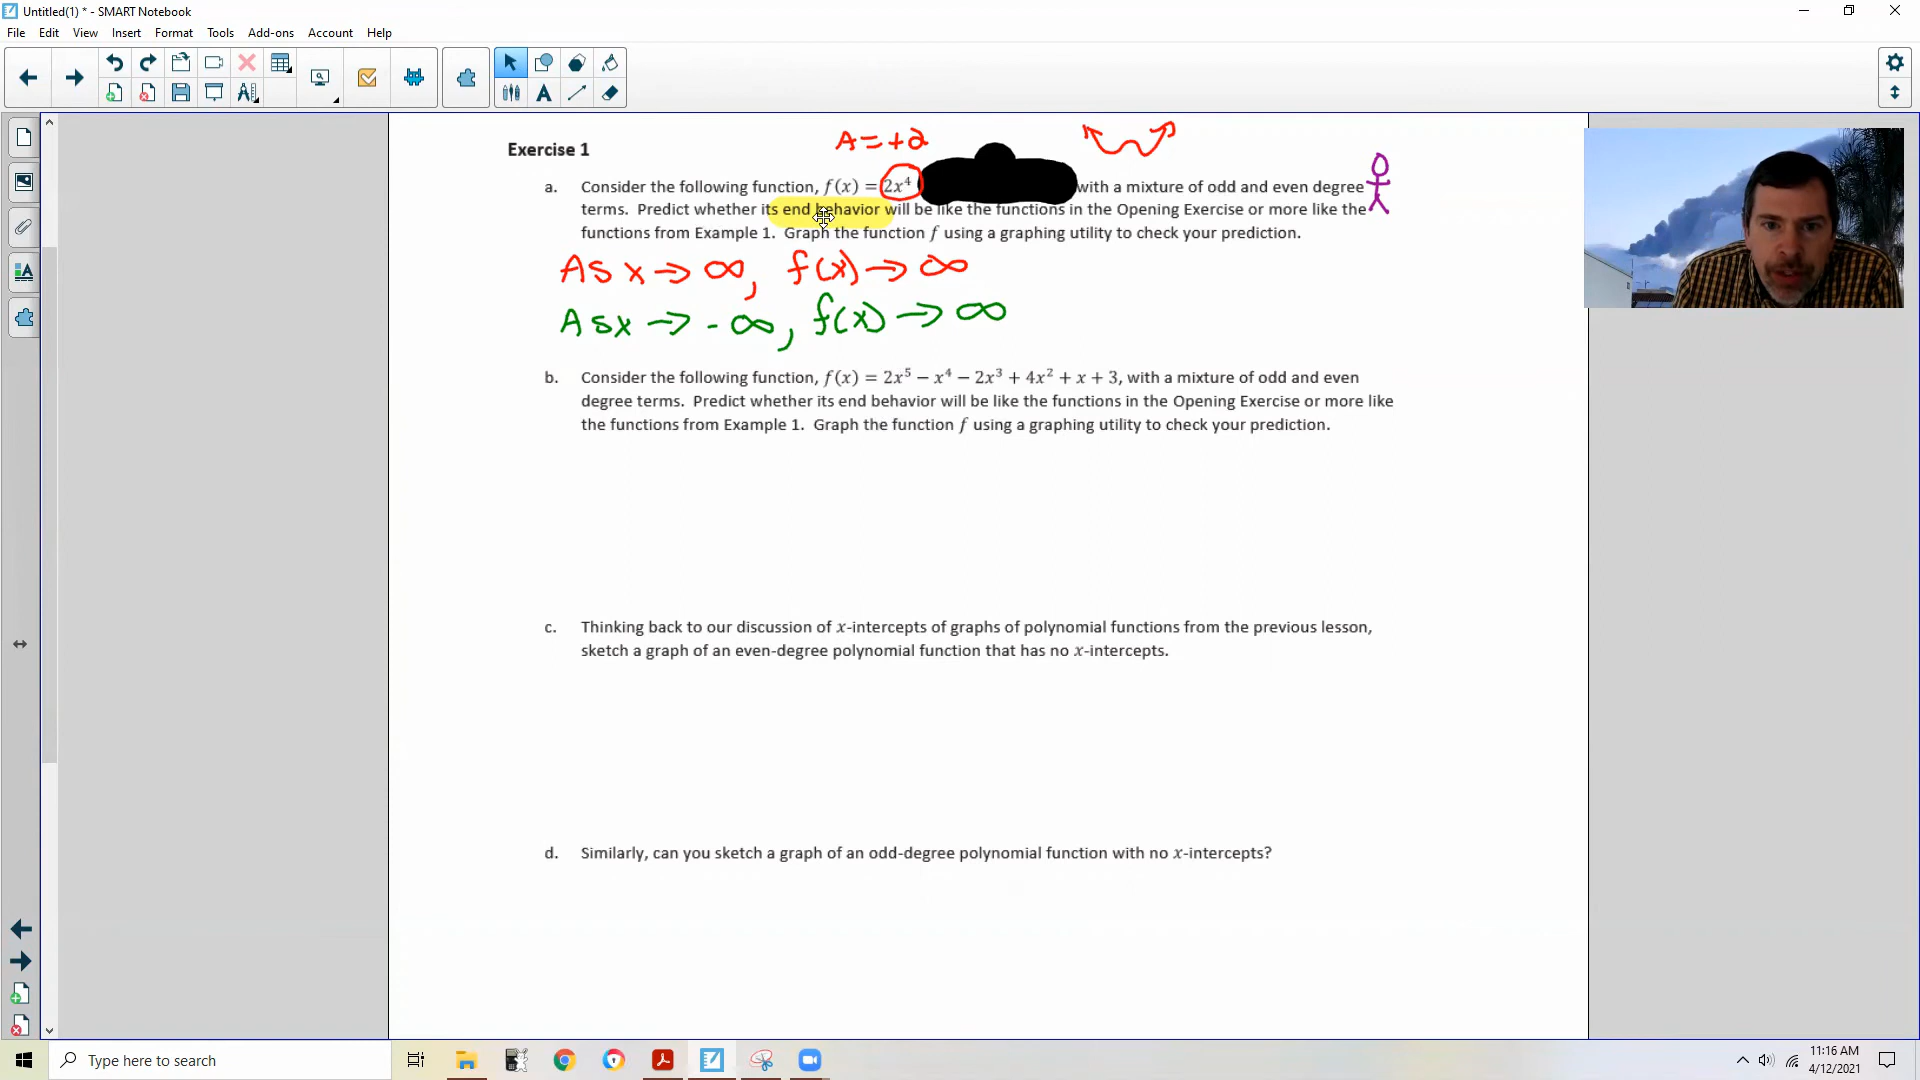 Untitled(1) * - SMART Notebook
File Edit View Insert Format Tools Add-ons Account Help
A = +2
Exercise 1
a. Consider the following function, f(x) = 2x⁴ with a mixture of odd and even degree
terms. Predict whether its end behavior will be like the functions in the Opening Exercise or more like the
functions from Example 1. Graph the function f using a graphing utility to check your prediction.
As x → ∞, f(x) → ∞
As x → -∞, f(x) → ∞
b. Consider the following function, f(x) = 2x⁵ − x⁴ − 2x³ + 4x² + x + 3, with a mixture of odd and even
degree terms. Predict whether its end behavior will be like the functions in the Opening Exercise or more like
the functions from Example 1. Graph the function f using a graphing utility to check your prediction.
c. Thinking back to our discussion of x-intercepts of graphs of polynomial functions from the previous lesson,
sketch a graph of an even-degree polynomial function that has no x-intercepts.
d. Similarly, can you sketch a graph of an odd-degree polynomial function with no x-intercepts?
Type here to search
11:16 AM
4/12/2021